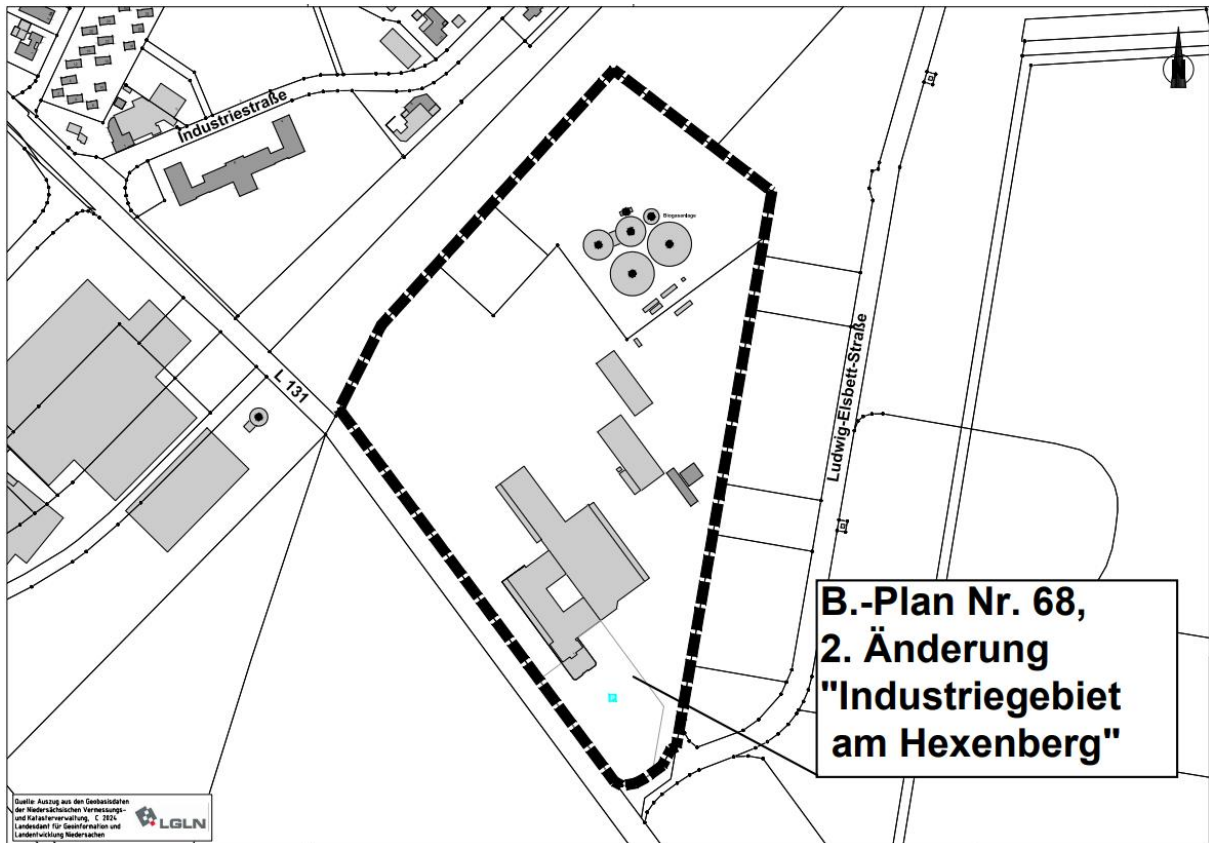 Industriestraße
Biogasanlage
L 131
Ludwig-Elsbett-Straße
B.-Plan Nr. 68,
2. Änderung
"Industriegebiet
am Hexenberg"
Quelle: Auszug aus den Geobasisdaten
der Niedersächsischen Vermessungs-
und Katasterverwaltung, C 2024
Landesamt für Geoinformation und
Landentwicklung Niedersachen
LGLN